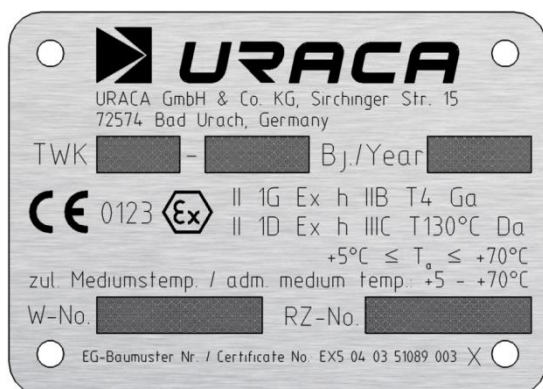 URACA
URACA GmbH & Co. KG, Sirchinger Str. 15
72574 Bad Urach, Germany
TWK - Bj./Year
CE 0123 Ex II 1G Ex h IIB T4 Ga
II 1D Ex h IIIC T130°C Da
+5°C ≤ Ta ≤ +70°C
zul. Mediumstemp. / adm. medium temp.: +5 - +70°C
W-No. RZ-No.
EG-Baumuster Nr. / Certificate No. EX5 04 03 51089 003 X